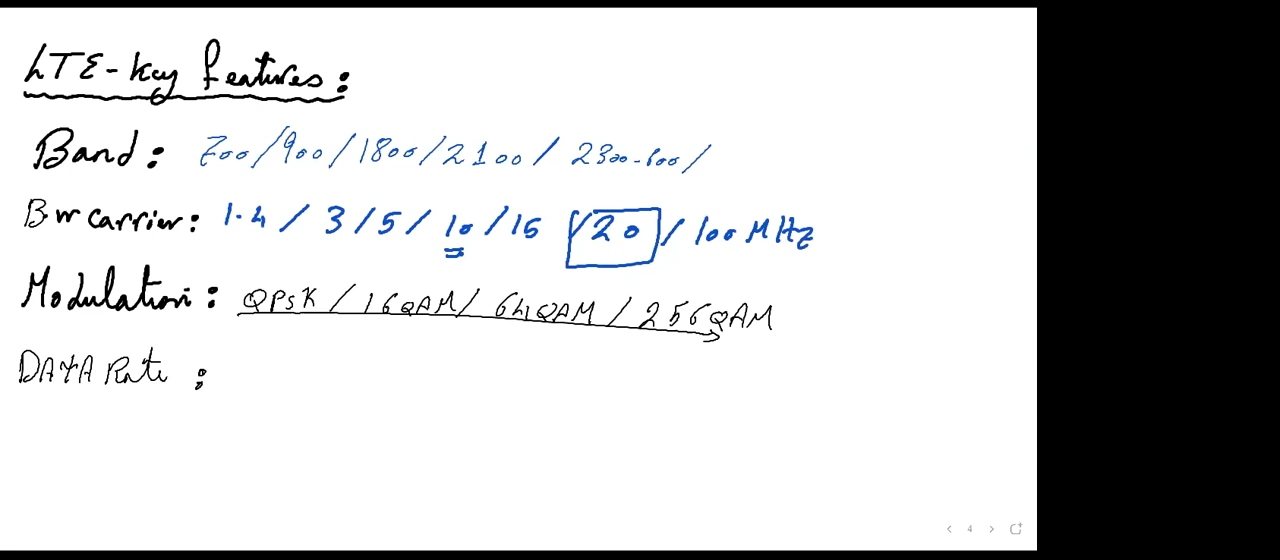 LTE-Key features:
Band: 700/900/1800/2100/ 2300-600/
Bw carrier: 1.4 / 3 /5 / 10 /15 /20 / 100 MHZ
Modulation: QPSK / 16QAM/ 64QAM / 256QAM
DATA Rate :
4